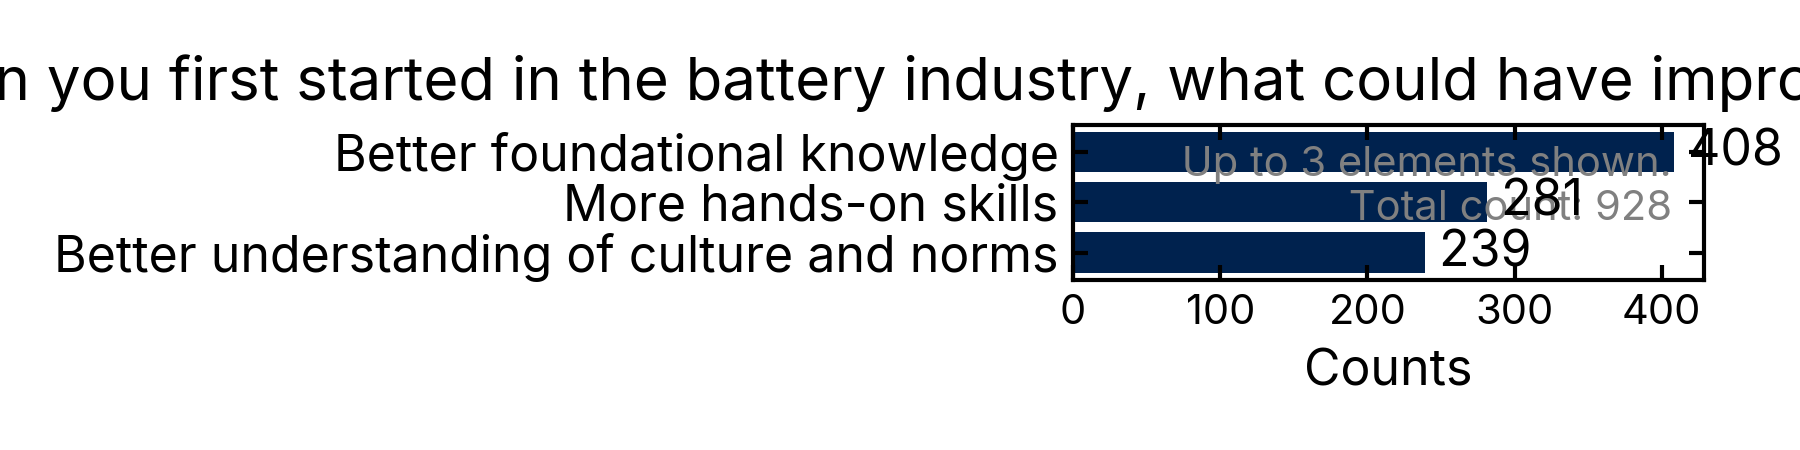 n you first started in the battery industry, what could have impro
Better foundational knowledge
408
Up to 3 elements shown.
More hands-on skills
281
Total count: 928
Better understanding of culture and norms
239
0 100 200 300 400
Counts